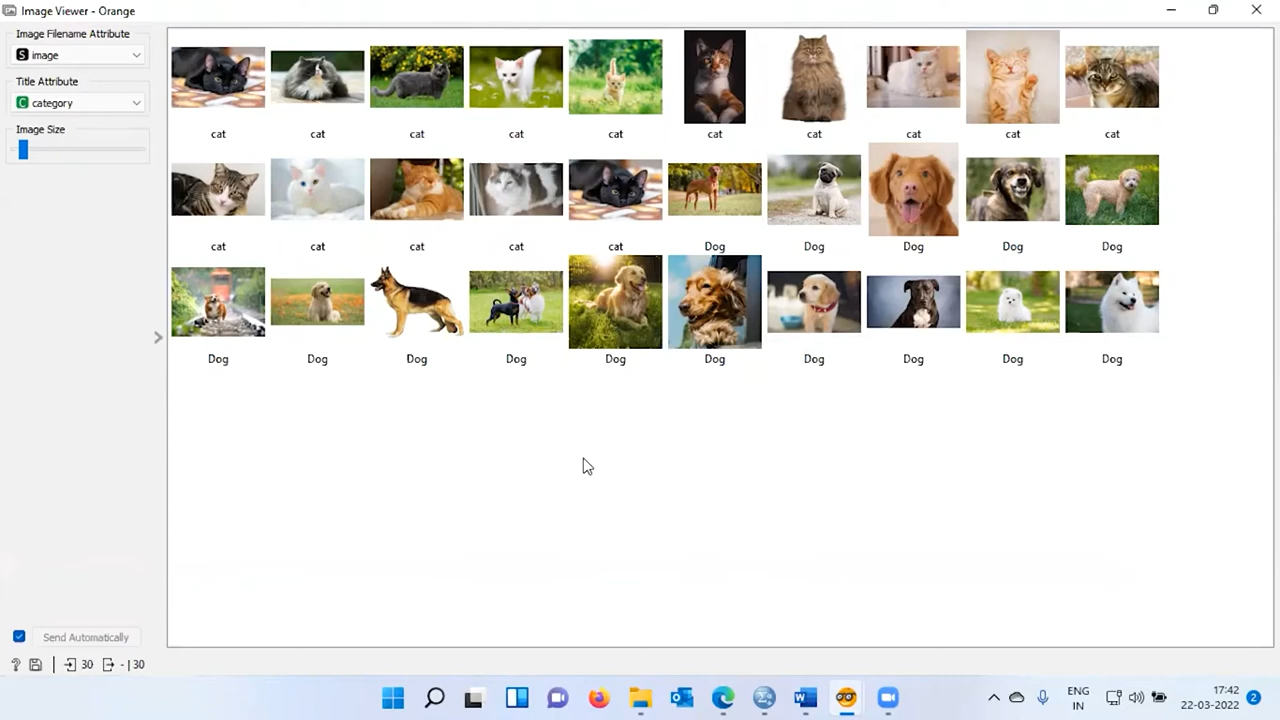 Image Viewer - Orange
Image Filename Attribute
S image
Title Attribute
C category
Image Size
cat cat cat cat cat cat cat cat cat cat
cat cat cat cat cat Dog Dog Dog Dog Dog
Dog Dog Dog Dog Dog Dog Dog Dog Dog Dog
Send Automatically
? 30 - | 30
ENG
IN
17:42
22-03-2022
2